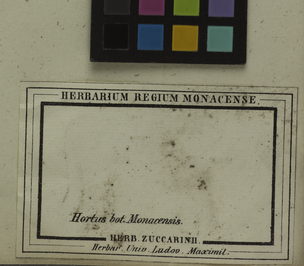 HERBARIUM REGIUM MONACENSE.
Hortus bot. Monacensis.
HERB. ZUCCARINII.
Herbar. Univ. Ludov. Maximil.